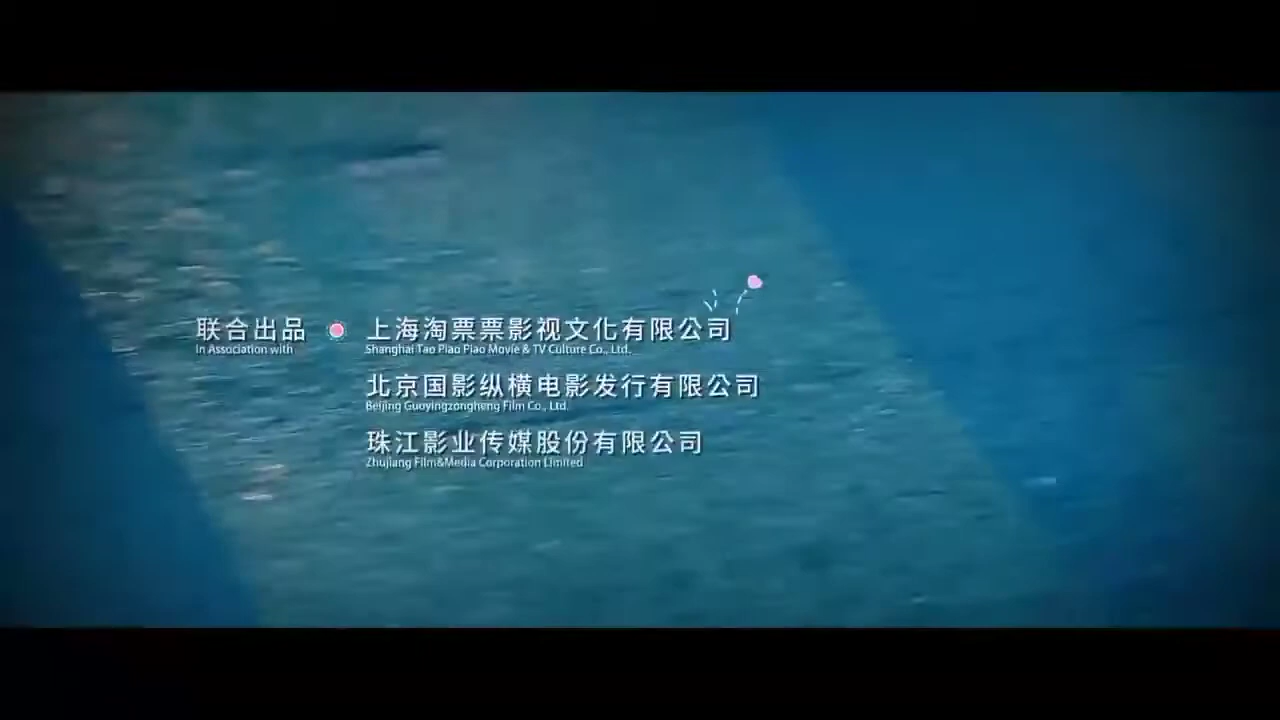 联合出品 上海淘票票影视文化有限公司
In Association with Shanghai Tao Piao Piao Movie & TV Culture Co., Ltd.
北京国影纵横电影发行有限公司
Beijing Guoyingzongheng Film Co., Ltd.
珠江影业传媒股份有限公司
Zhujiang Film&Media Corporation Limited